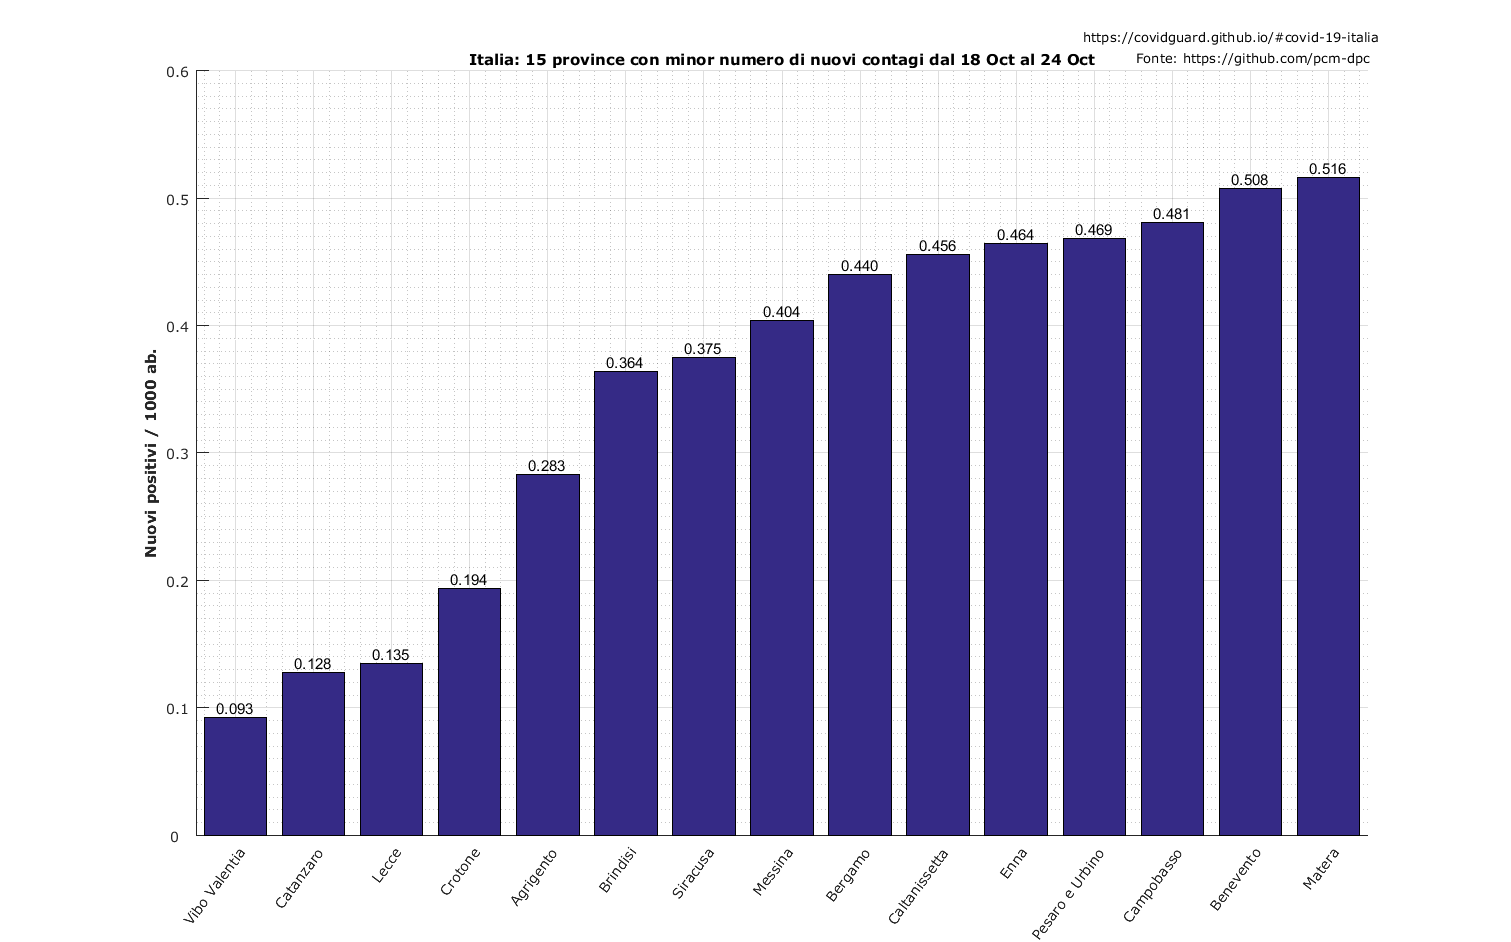 https://covidguard.github.io/#covid-19-italia
Italia: 15 province con minor numero di nuovi contagi dal 18 Oct al 24 Oct
Fonte: https://github.com/pcm-dpc
Nuovi positivi / 1000 ab.
0.6
0.5
0.4
0.3
0.2
0.1
0
0.093
0.128
0.135
0.194
0.283
0.364
0.375
0.404
0.440
0.456
0.464
0.469
0.481
0.508
0.516
Vibo Valentia
Catanzaro
Lecce
Crotone
Agrigento
Brindisi
Siracusa
Messina
Bergamo
Caltanissetta
Enna
Pesaro e Urbino
Campobasso
Benevento
Matera